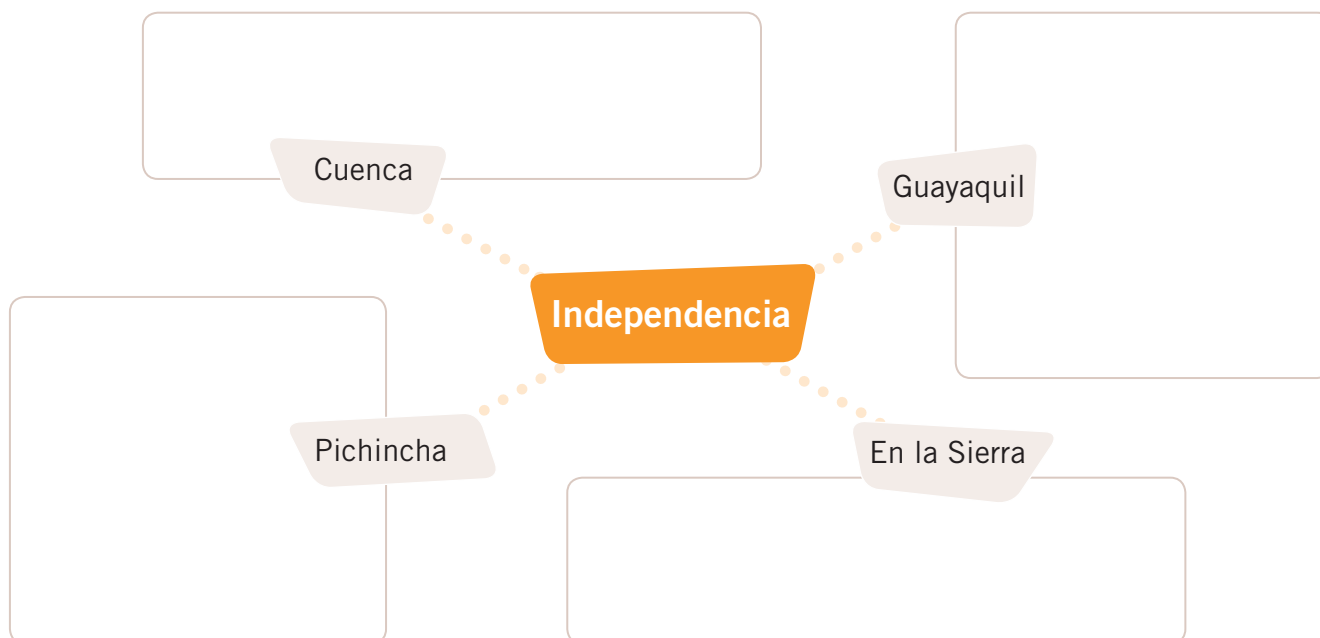 Cuenca
Guayaquil
Independencia
Pichincha
En la Sierra